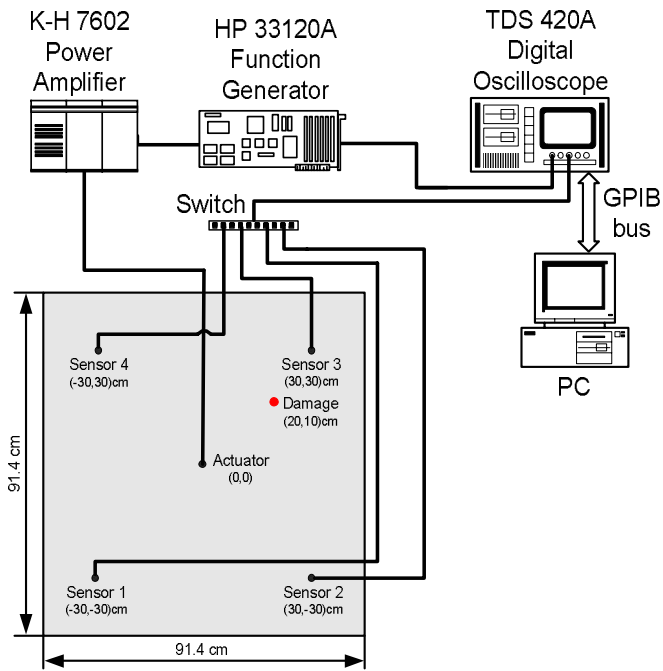 K-H 7602
Power
Amplifier
HP 33120A
Function
Generator
TDS 420A
Digital
Oscilloscope
Switch
GPIB
bus
PC
Sensor 4
(-30,30)cm
Sensor 3
(30,30)cm
Damage
(20,10)cm
Actuator
(0,0)
91.4 cm
Sensor 1
(-30,-30)cm
Sensor 2
(30,-30)cm
91.4 cm